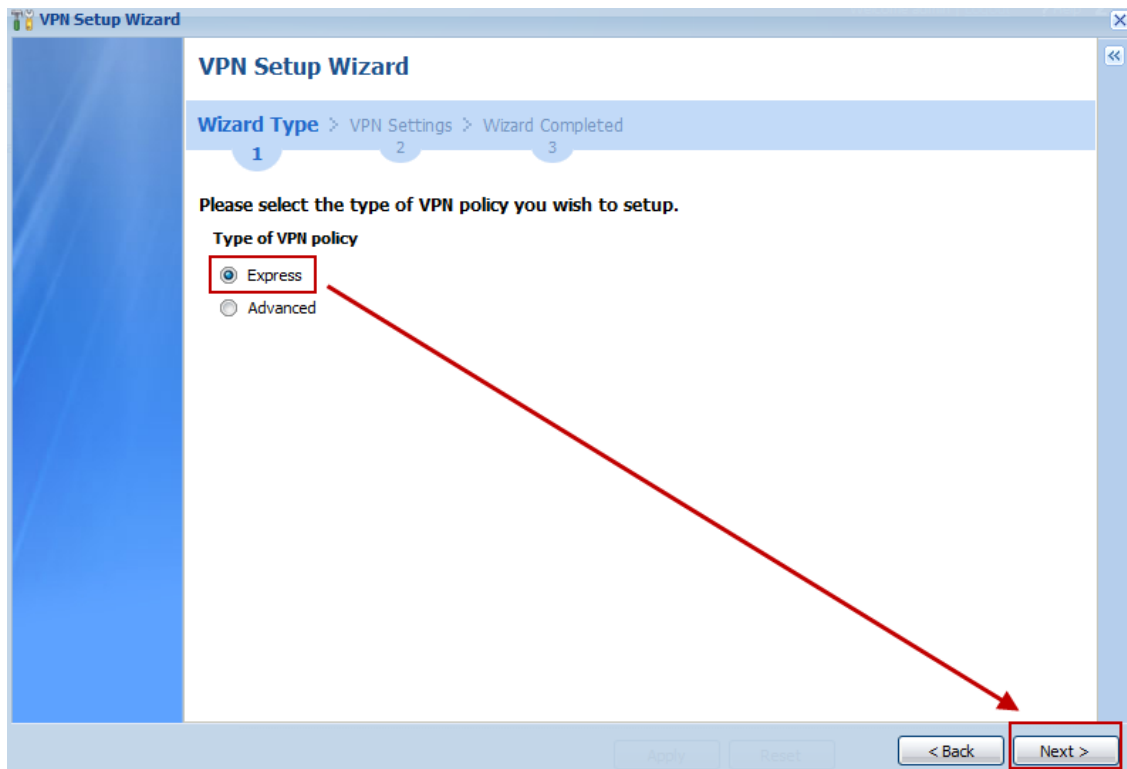 VPN Setup Wizard
VPN Setup Wizard
Wizard Type > VPN Settings > Wizard Completed
1 2 3
Please select the type of VPN policy you wish to setup.
Type of VPN policy
Express
Advanced
Apply Reset < Back Next >